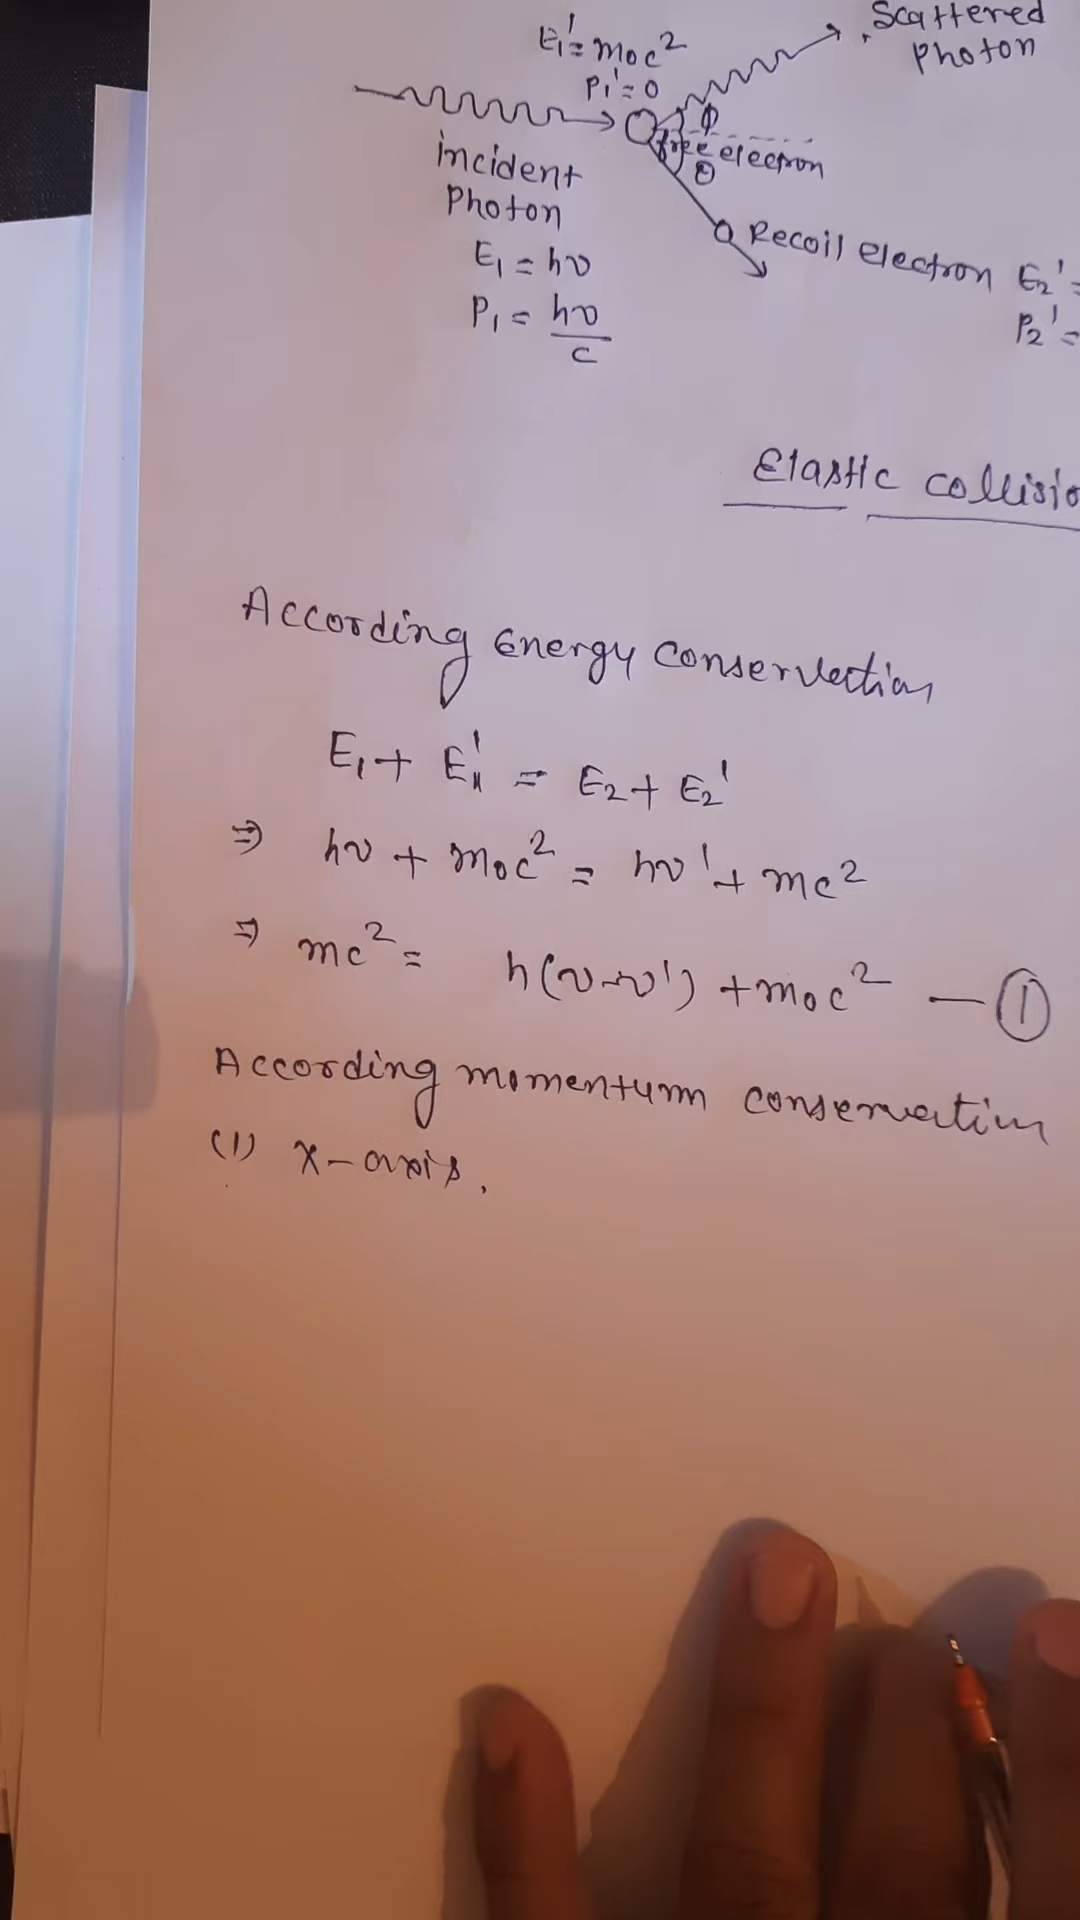 E₁' = m₀c²
P₁' = 0
Scattered
Photon
ϕ
free electron
θ
incident
Photon
E₁ = hν
P₁ = hν/c
Recoil electron E₂' =
P₂' =
Elastic collisio
According Energy conservation
E₁ + E₁' = E₂ + E₂'
⇒ hν + m₀c² = hν' + mc²
⇒ mc² = h(ν-ν') + m₀c² — ①
According momentum conservation
(1) x-axis.